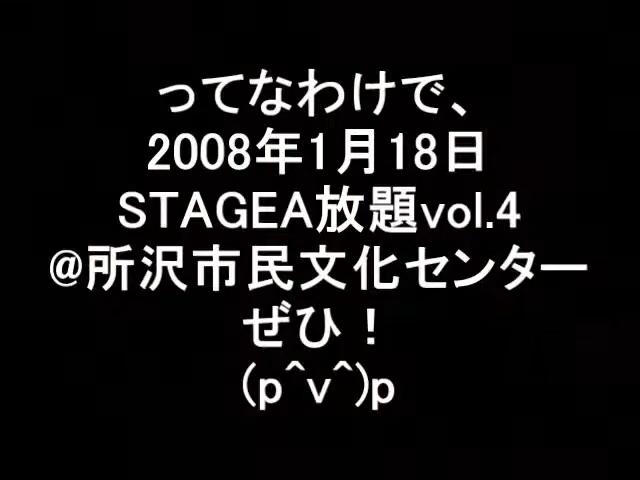 ってなわけで、
2008年1月18日
STAGEA放題vol.4
@所沢市民文化センター
ぜひ！
(p^v^)p